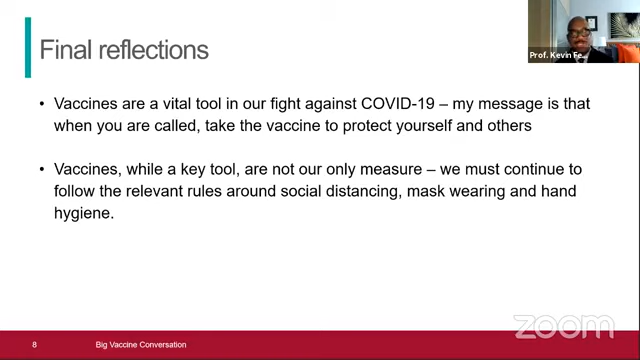 Final reflections
Prof. Kevin Fe...
• Vaccines are a vital tool in our fight against COVID-19 – my message is that
when you are called, take the vaccine to protect yourself and others
• Vaccines, while a key tool, are not our only measure – we must continue to
follow the relevant rules around social distancing, mask wearing and hand
hygiene.
zoom
8 Big Vaccine Conversation